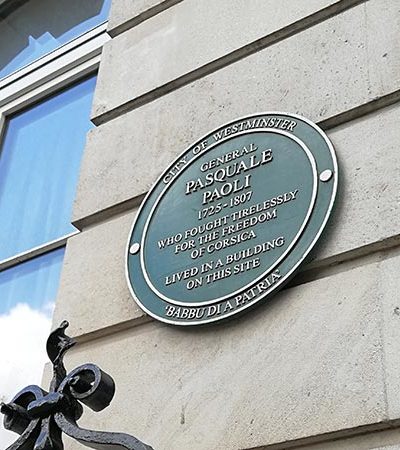 CITY OF WESTMINSTER
GENERAL
PASQUALE
PAOLI
1725 - 1807
WHO FOUGHT TIRELESSLY
FOR THE FREEDOM
OF CORSICA
LIVED IN A BUILDING
ON THIS SITE
'BABBU DI A PATRIA'